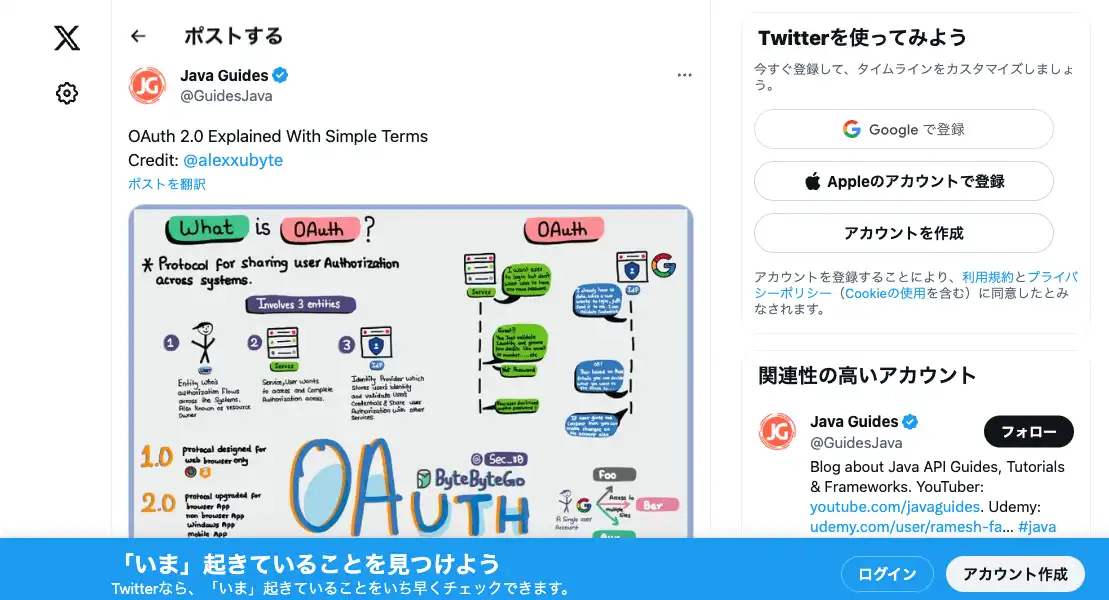 ポストする
Java Guides
@GuidesJava
OAuth 2.0 Explained With Simple Terms
Credit: @alexxubyte
ポストを翻訳
What is OAuth ?
* Protocol for sharing user Authorization
across systems.
Involves 3 entities
1
2
3
User
Server
IdP
Entity who's
authorization Flows
across the Systems.
Also known as resource
Owner
Service, User wants
to access and Complete
Authorization access.
Identity Provider which
Stores user's identity
and validate User's
Credentials & Share user
Authorization with other
Services.
1.0 protocol designed for
web browser only
2.0 protocol upgraded for
browser App
non browser App
windows App
mobile App
OAUTH
Sec_r0
ByteByteGo
OAuth
Server
IdP
I want user
to login but don't
want user to have
Not Password
Foo
Access to
multiple
Sites
Bar
A Single user
Account
Twitterを使ってみよう
今すぐ登録して、タイムラインをカスタマイズしましょ
う。
Google で登録
Appleのアカウントで登録
アカウントを作成
アカウントを登録することにより、利用規約とプライバ
シーポリシー（Cookieの使用を含む）に同意したとみ
なされます。
関連性の高いアカウント
Java Guides
@GuidesJava
フォロー
Blog about Java API Guides, Tutorials
& Frameworks. YouTuber:
youtube.com/javaguides. Udemy:
udemy.com/user/ramesh-fa... #java
「いま」起きていることを見つけよう
Twitterなら、「いま」起きていることをいち早くチェックできます。
ログイン
アカウント作成